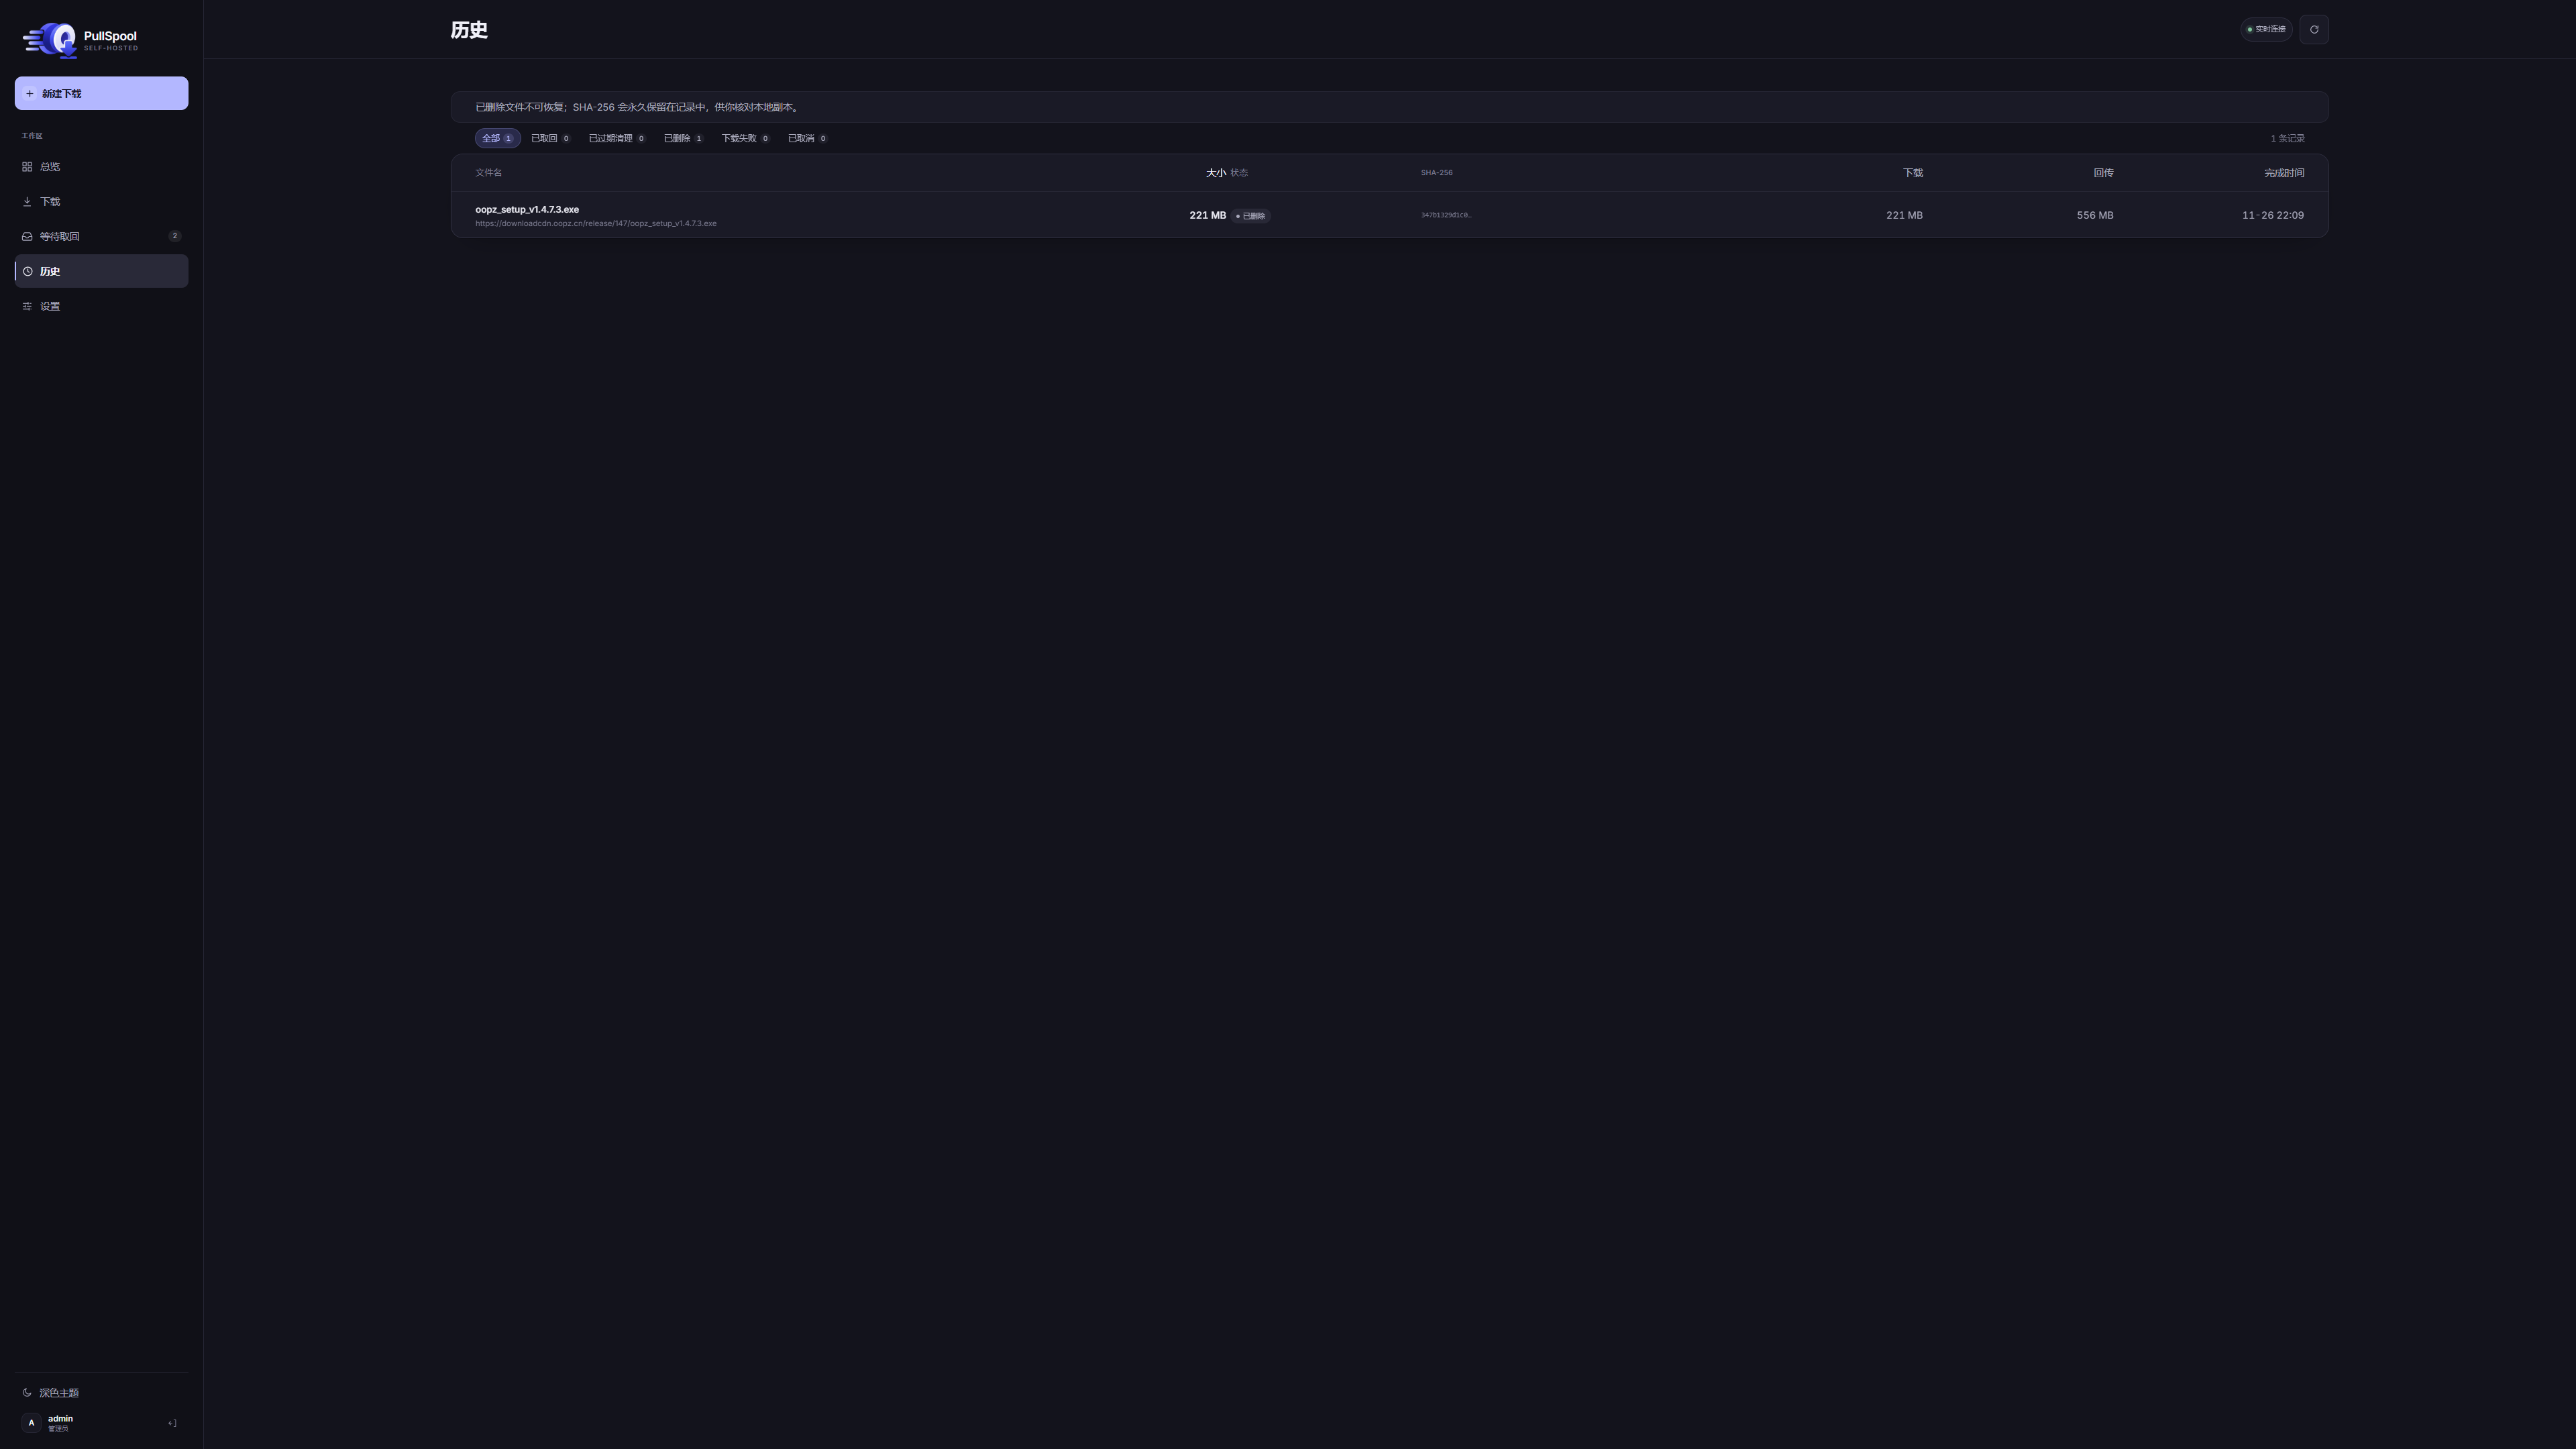 PullSpool
SELF-HOSTED
新建下载
工作区
总览
下载
等待取回 2
历史
设置
深色主题
A admin
管理员
历史
实时连接
已删除文件不可恢复；SHA-256 会永久保留在记录中，供你核对本地副本。
全部 1 已取回 0 已过期清理 0 已删除 1 下载失败 0 已取消 0 1 条记录
文件名 大小 状态 SHA-256 下载 回传 完成时间
oopz_setup_v1.4.7.3.exe
https://downloadcdn.oopz.cn/release/147/oopz_setup_v1.4.7.3.exe
221 MB 已删除 347b1329d1c0… 221 MB 556 MB 11-26 22:09